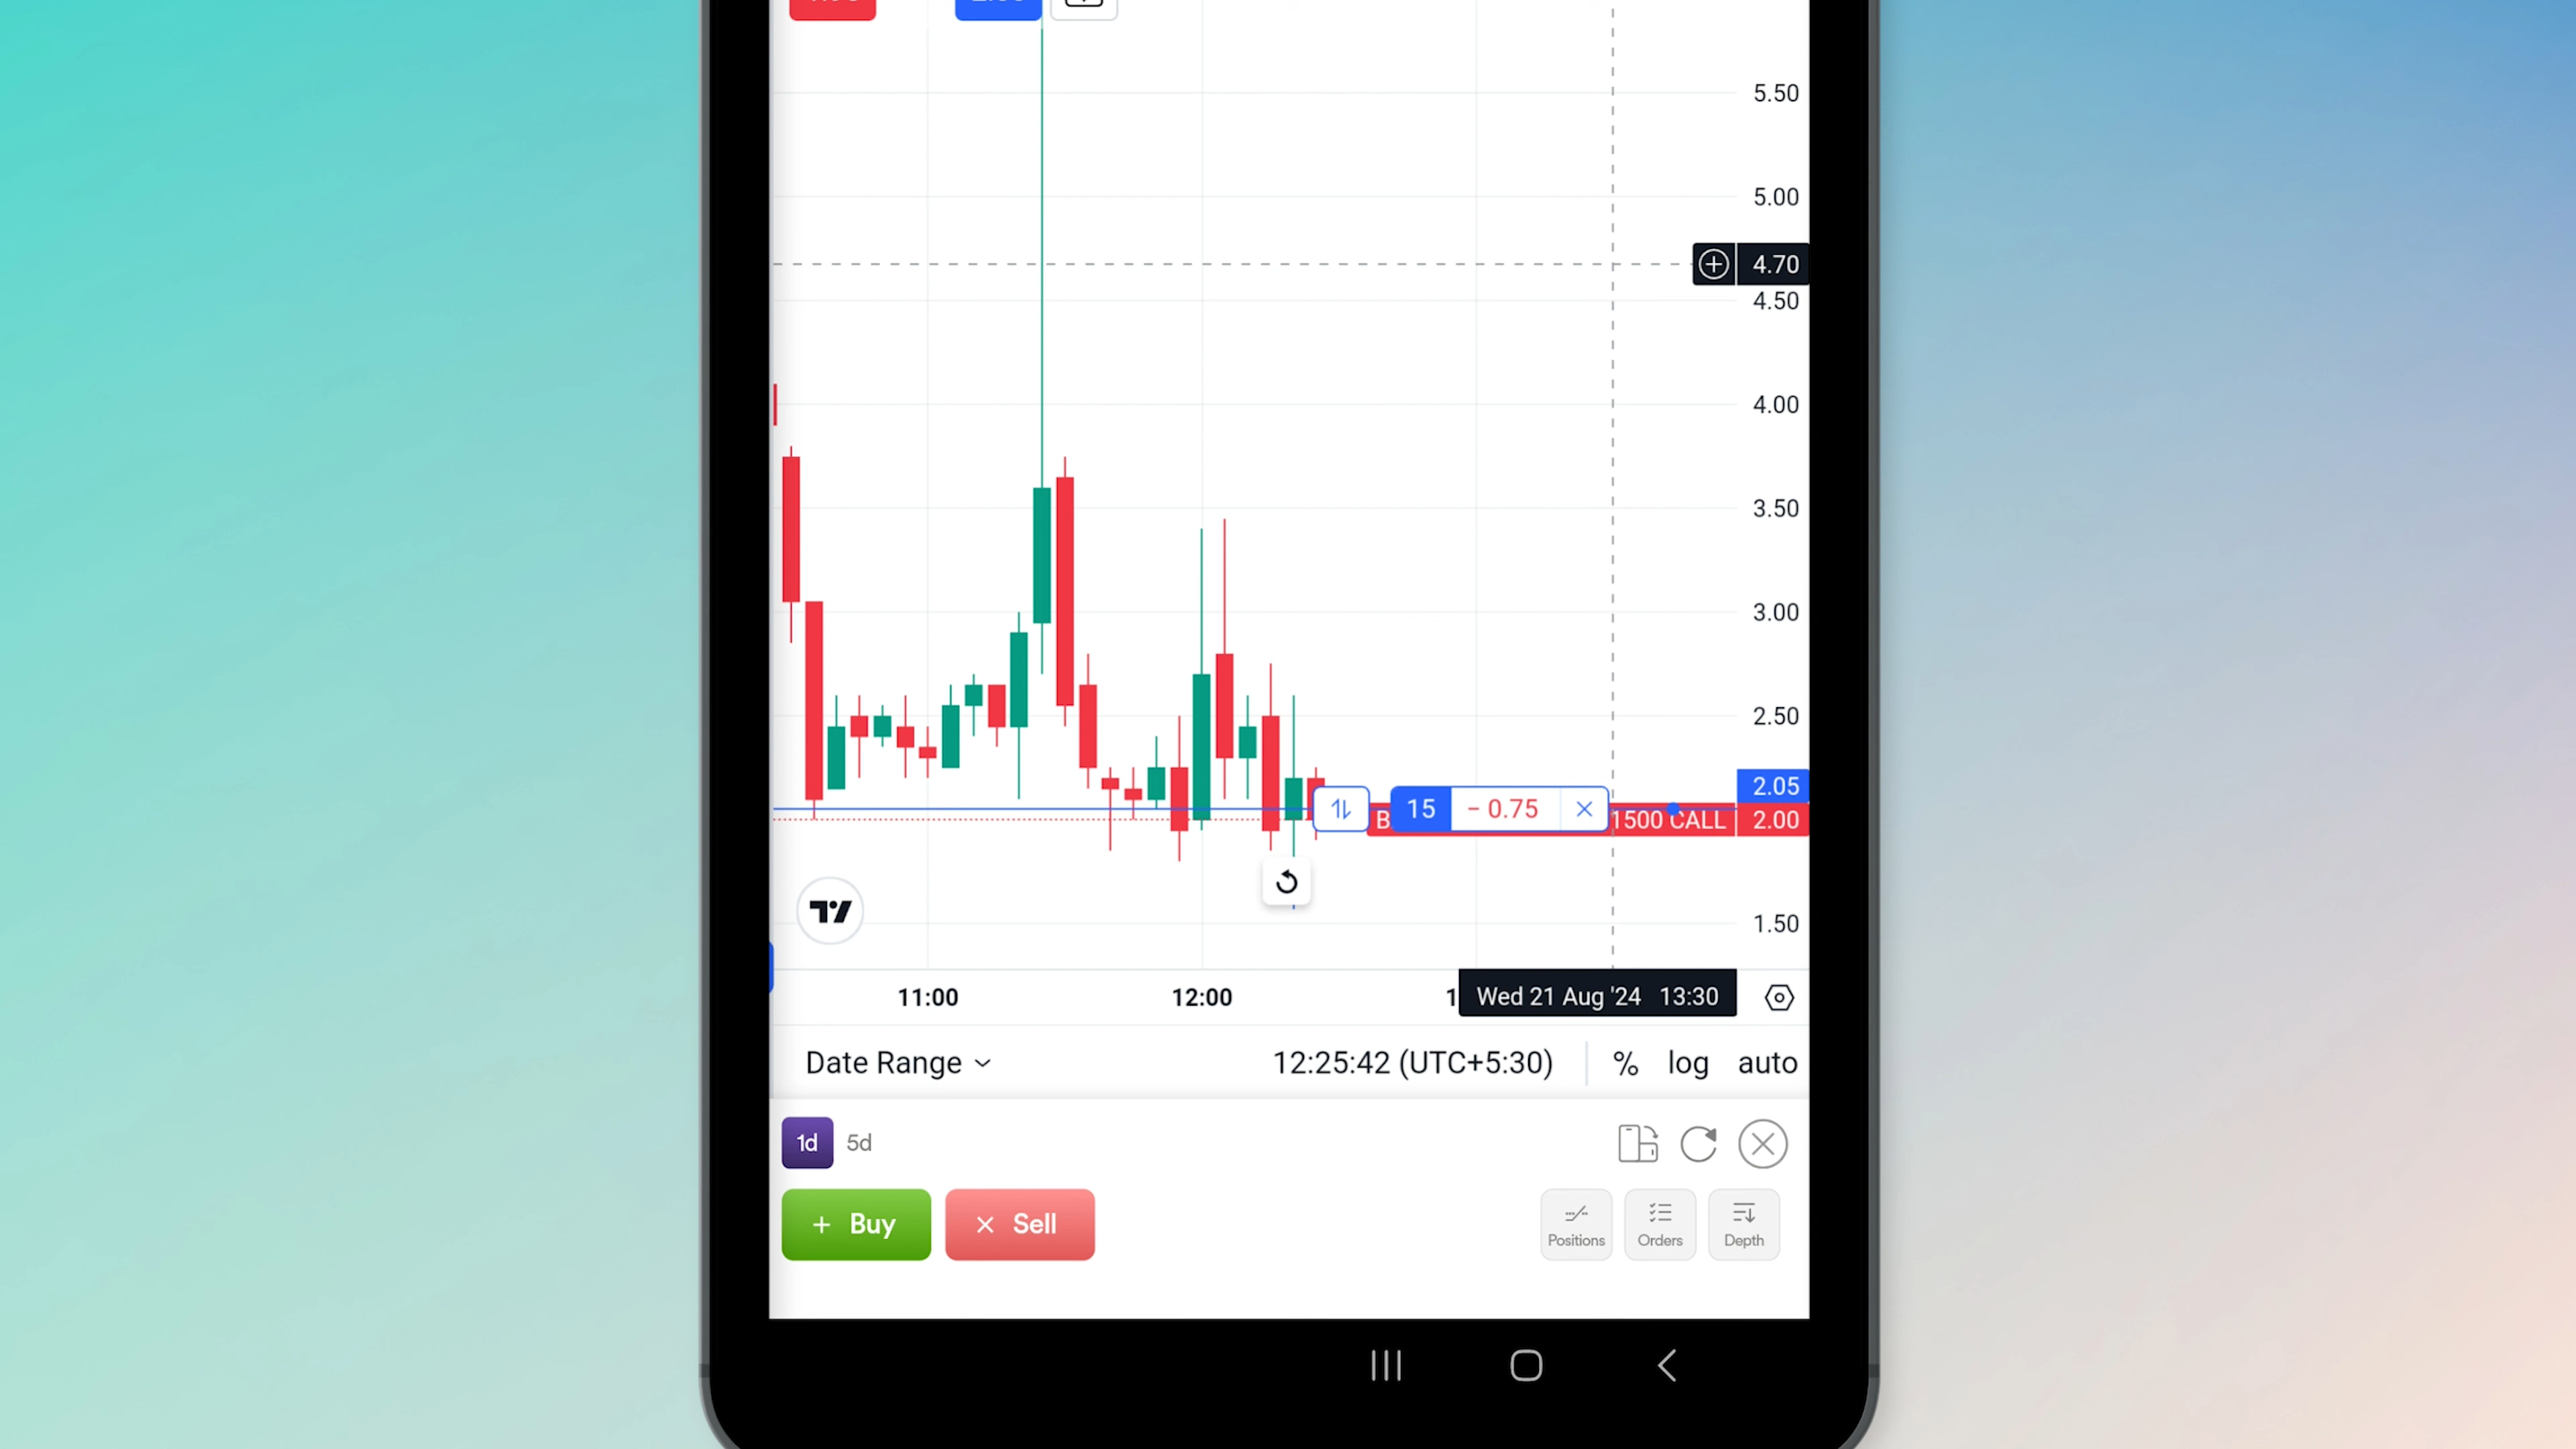 5.50
5.00
4.70
4.50
4.00
3.50
3.00
2.50
2.05
15 − 0.75
1500 CALL 2.00
1.50
11:00 12:00 Wed 21 Aug '24 13:30
Date Range 12:25:42 (UTC+5:30) % log auto
1d 5d
+ Buy × Sell
Positions Orders Depth